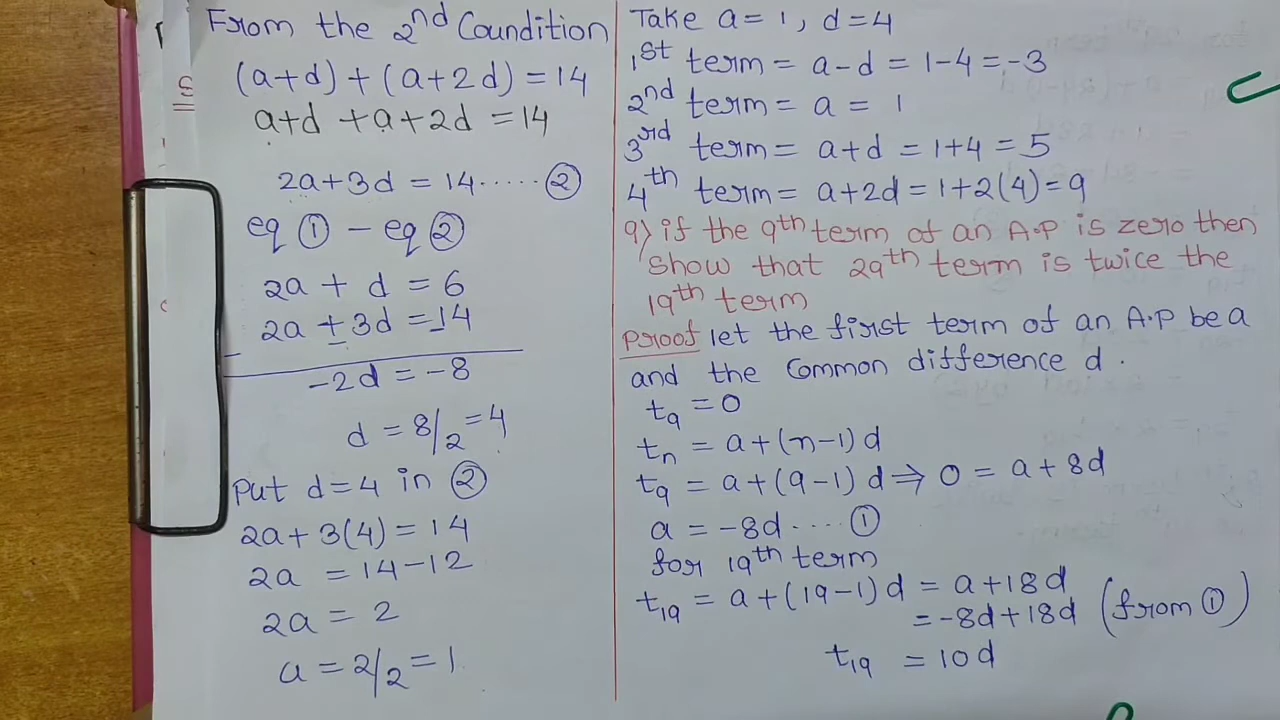 From the 2nd Coundition
(a+d) + (a+2d) = 14
a+d +a+2d = 14
2a+3d = 14 ..... ②
eq ① - eq ②
2a + d = 6
2a + 3d = 14
-
-2d = -8
d = 8/2 = 4
Put d=4 in ②
2a+ 3(4) = 14
2a = 14-12
2a = 2
a = 2/2 = 1
Take a= 1, d=4
1st term = a-d = 1-4 = -3
2nd term = a = 1
3rd term = a+d = 1+4 = 5
4th term = a+2d = 1+2(4) = 9
9) if the 9th term of an A.P is zero then
show that 29th term is twice the
19th term
Proof let the first term of an A.P be a
and the Common difference d.
t9 = 0
tn = a+(n-1) d
t9 = a+(9-1) d ⇒ 0 = a+8d
a = -8d .... ①
for 19th term
t19 = a+(19-1) d = a+18d
= -8d+18d (from ①)
t19 = 10d